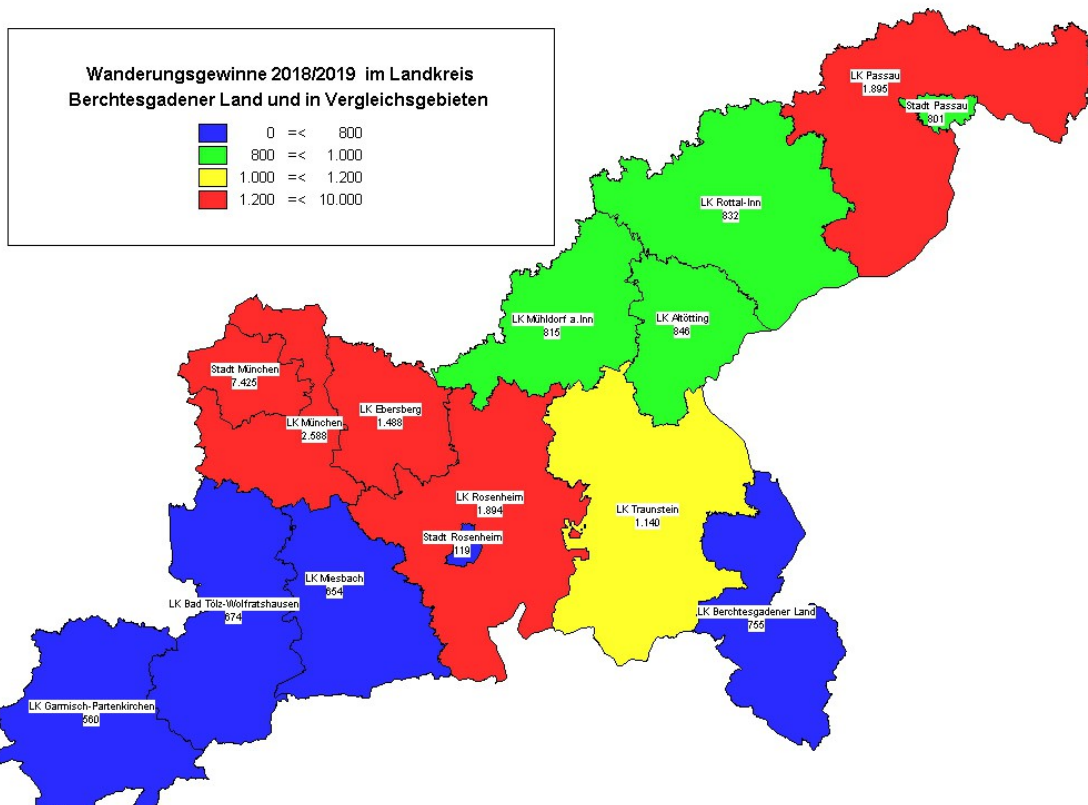 Wanderungsgewinne 2018/2019 im Landkreis
Berchtesgadener Land und in Vergleichsgebieten
0 =< 800
800 =< 1.000
1.000 =< 1.200
1.200 =< 10.000
LK Passau
1.895
Stadt Passau
801
LK Rottal-Inn
832
LK Mühldorf a.Inn
815
LK Altötting
846
Stadt München
7.425
LK München
2.588
LK Ebersberg
1.488
LK Rosenheim
1.894
Stadt Rosenheim
119
LK Traunstein
1.140
LK Miesbach
654
LK Bad Tölz-Wolfratshausen
674
LK Berchtesgadener Land
755
LK Garmisch-Partenkirchen
560